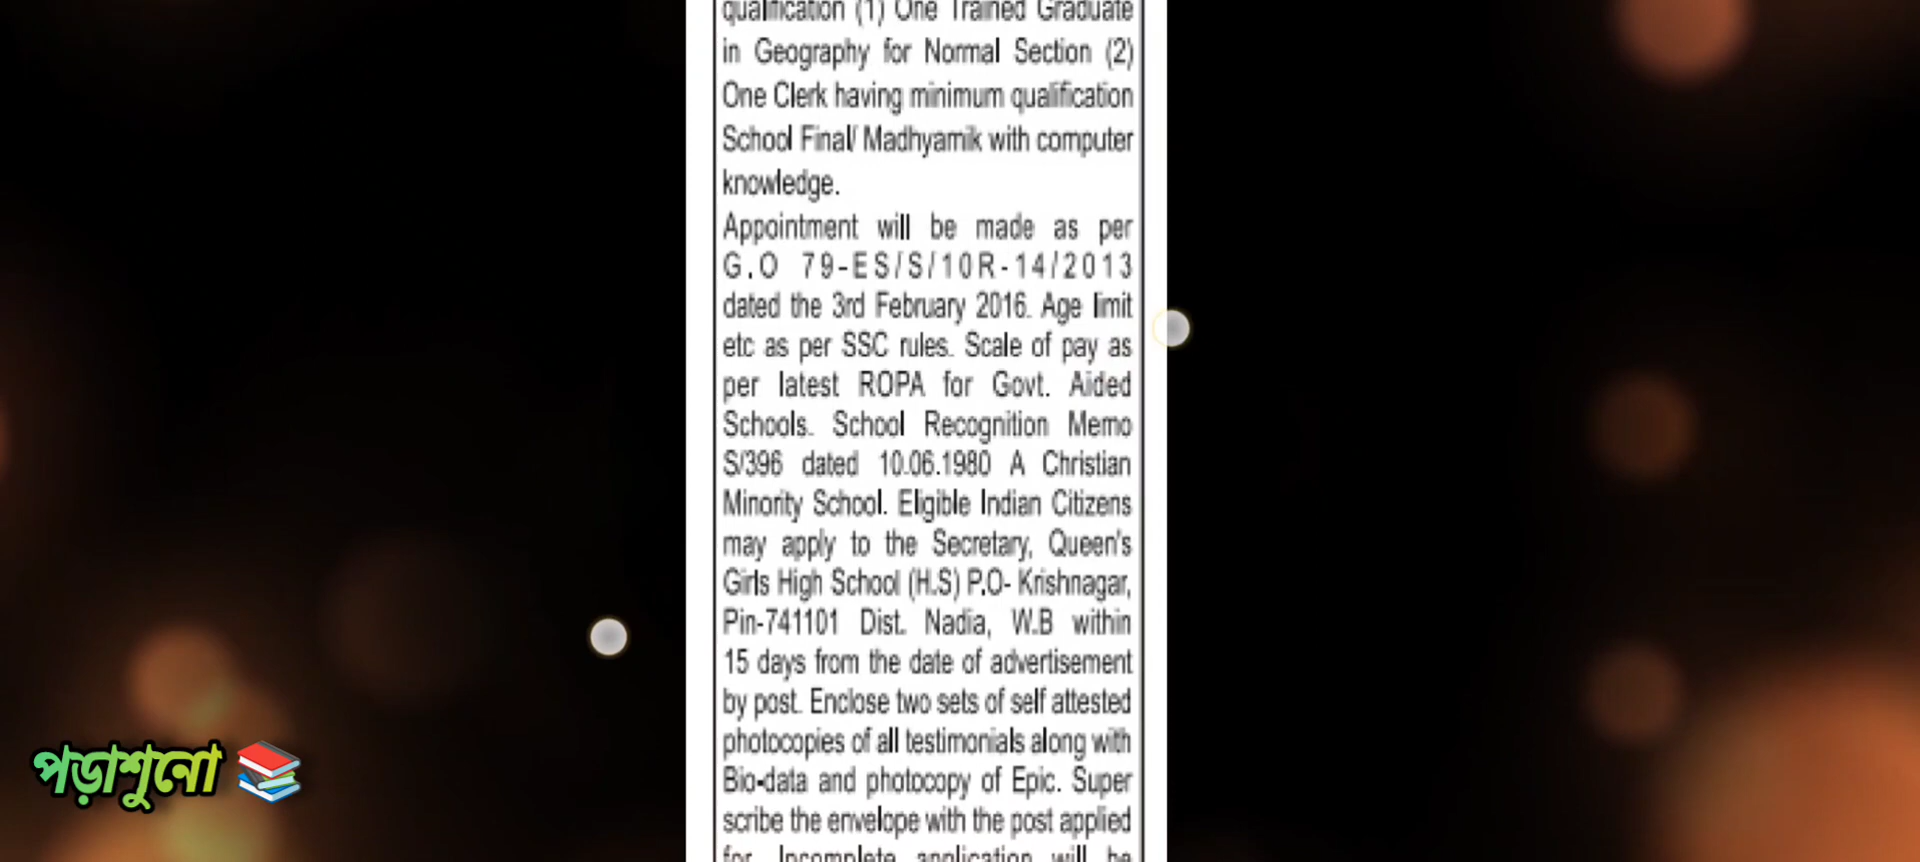 qualification (1) One Trained Graduate
in Geography for Normal Section (2)
One Clerk having minimum qualification
School Final/ Madhyamik with computer
knowledge.
Appointment will be made as per
G.O 79-ES/S/10R-14/2013
dated the 3rd February 2016. Age limit
etc as per SSC rules. Scale of pay as
per latest ROPA for Govt. Aided
Schools. School Recognition Memo
S/396 dated 10.06.1980 A Christian
Minority School. Eligible Indian Citizens
may apply to the Secretary, Queen's
Girls High School (H.S) P.O- Krishnagar,
Pin-741101 Dist. Nadia, W.B within
15 days from the date of advertisement
by post. Enclose two sets of self attested
photocopies of all testimonials along with
Bio-data and photocopy of Epic. Super
scribe the envelope with the post applied
for. Incomplete application will be
পড়াশুনো